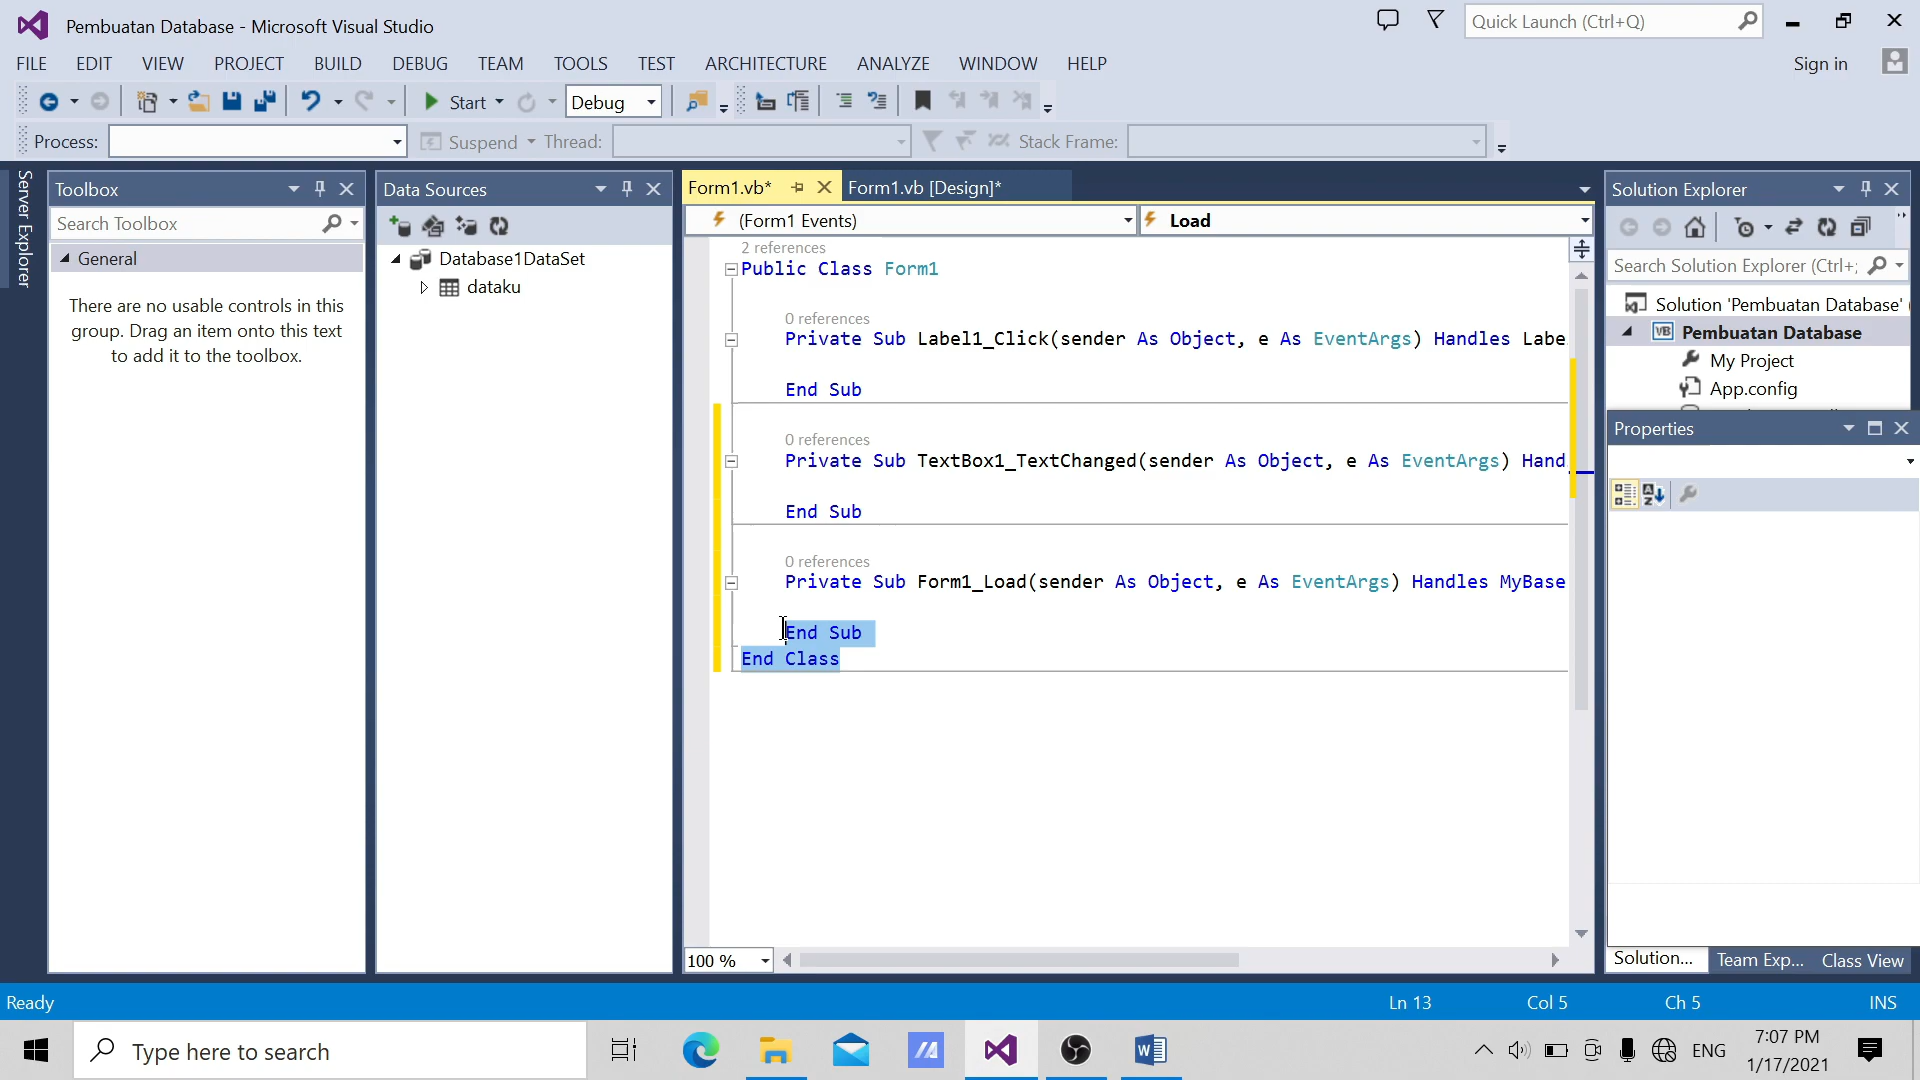 Pembuatan Database - Microsoft Visual Studio
Quick Launch (Ctrl+Q)
FILE EDIT VIEW PROJECT BUILD DEBUG TEAM TOOLS TEST ARCHITECTURE ANALYZE WINDOW HELP
Sign in
Start
Debug
Process:
Suspend
Thread:
Stack Frame:
Server Explorer
Toolbox
Search Toolbox
General
There are no usable controls in this
group. Drag an item onto this text
to add it to the toolbox.
Data Sources
Database1DataSet
dataku
Form1.vb*
Form1.vb [Design]*
(Form1 Events)
Load
2 references
Public Class Form1
0 references
Private Sub Label1_Click(sender As Object, e As EventArgs) Handles Labe
End Sub
0 references
Private Sub TextBox1_TextChanged(sender As Object, e As EventArgs) Hand
End Sub
0 references
Private Sub Form1_Load(sender As Object, e As EventArgs) Handles MyBase
End Sub
End Class
100 %
Solution Explorer
Search Solution Explorer (Ctrl+;
Solution 'Pembuatan Database'
VB Pembuatan Database
My Project
App.config
Properties
Solution...
Team Exp...
Class View
Ready
Ln 13
Col 5
Ch 5
INS
Type here to search
ENG
7:07 PM
1/17/2021